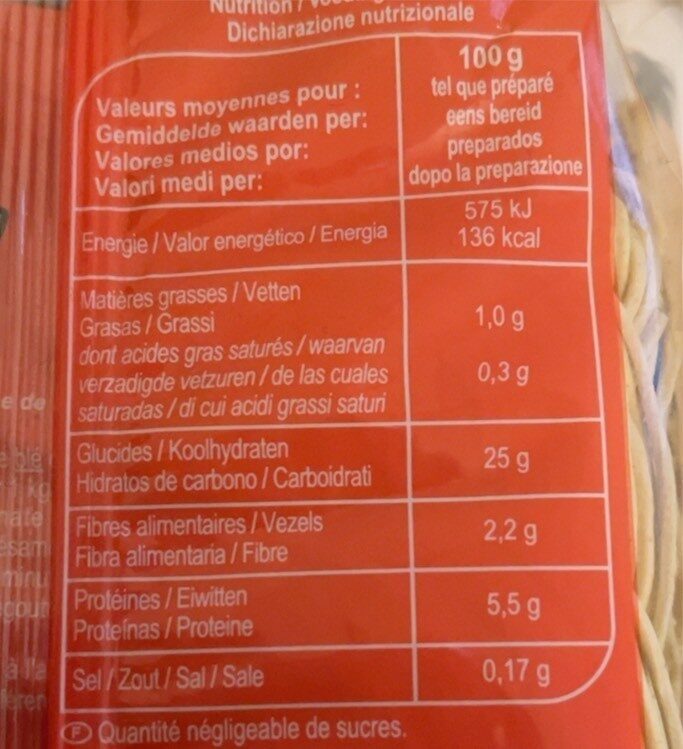 Nutrition /
Dichiarazione nutrizionale
Valeurs moyennes pour :
Gemiddelde waarden per:
Valores medios por:
Valori medi per:
100 g
tel que préparé
eens bereid
preparados
dopo la preparazione
Energie / Valor energético / Energia
575 kJ
136 kcal
Matières grasses / Vetten
Grasas / Grassi
1,0 g
dont acides gras saturés / waarvan
verzadigde vetzuren / de las cuales
saturadas / di cui acidi grassi saturi
0,3 g
Glucides / Koolhydraten
Hidratos de carbono / Carboidrati
25 g
Fibres alimentaires / Vezels
Fibra alimentaria / Fibre
2,2 g
Protéines / Eiwitten
Proteínas / Proteine
5,5 g
Sel / Zout / Sal / Sale
0,17 g
F Quantité négligeable de sucres.